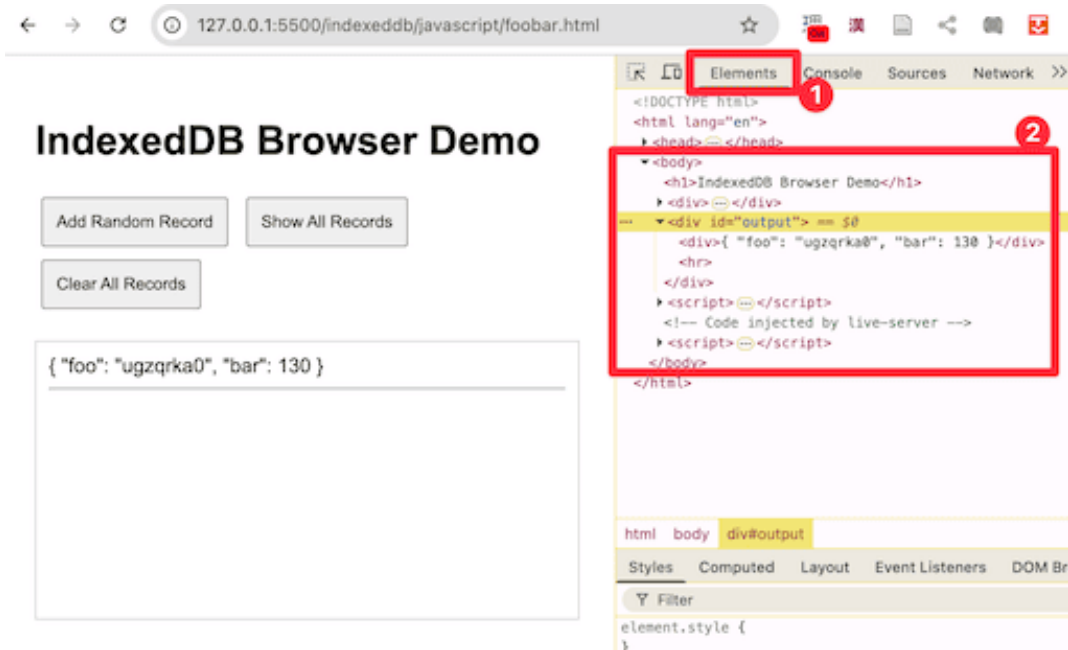 127.0.0.1:5500/indexeddb/javascript/foobar.html
漢
IndexedDB Browser Demo
Add Random Record
Show All Records
Clear All Records
{ "foo": "ugzqrka0", "bar": 130 }
Elements Console Sources Network >>
1
<!DOCTYPE html>
<html lang="en">
2
<head> … </head>
<body>
<h1>IndexedDB Browser Demo</h1>
<div> … </div>
… <div id="output"> == $0
<div>{ "foo": "ugzqrka0", "bar": 130 }</div>
<hr>
</div>
<script> … </script>
<!-- Code injected by live-server -->
<script> … </script>
</body>
</html>
html body div#output
Styles Computed Layout Event Listeners DOM Br
Filter
element.style {
}